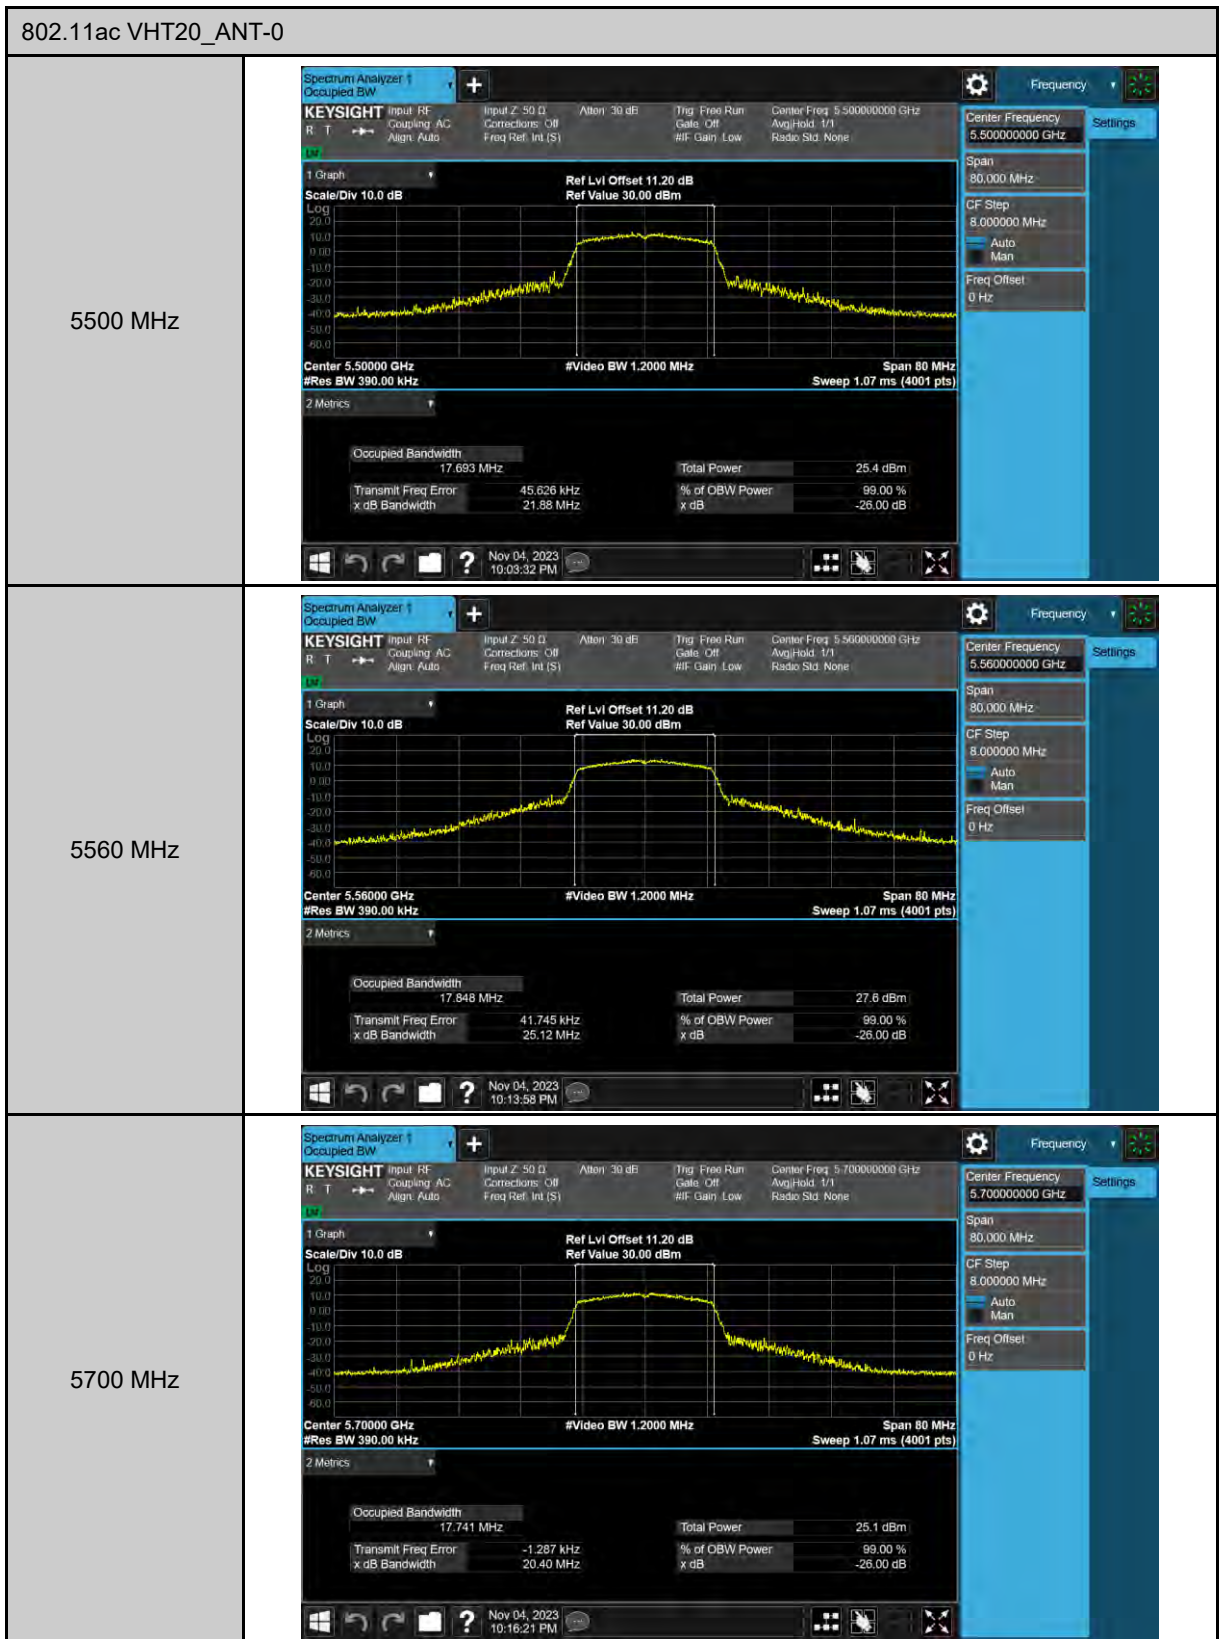 802.11ac VHT20_ANT-0
5500 MHz
Spectrum Analyzer 1
Occupied BW
Frequency
KEYSIGHT Input: RF Input Z: 50 Ω Atten: 30 dB Trig: Free Run Center Freq: 5.500000000 GHz
R T Coupling: AC Corrections: Off Gate: Off Avg|Hold: 1/1
Align: Auto Freq Ref: Int (S) #IF Gain: Low Radio Std: None
Center Frequency
5.500000000 GHz
Settings
Span
80.000 MHz
CF Step
8.000000 MHz
Auto
Man
Freq Offset
0 Hz
1 Graph
Ref Lvl Offset 11.20 dB
Scale/Div 10.0 dB Ref Value 30.00 dBm
Log
20.0
10.0
0.00
-10.0
-20.0
-30.0
-40.0
-50.0
-60.0
Center 5.50000 GHz #Video BW 1.2000 MHz Span 80 MHz
#Res BW 390.00 kHz Sweep 1.07 ms (4001 pts)
2 Metrics
Occupied Bandwidth
17.693 MHz Total Power 25.4 dBm
Transmit Freq Error 45.626 kHz % of OBW Power 99.00 %
x dB Bandwidth 21.88 MHz x dB -26.00 dB
Nov 04, 2023
10:03:32 PM
5560 MHz
Spectrum Analyzer 1
Occupied BW
Frequency
KEYSIGHT Input: RF Input Z: 50 Ω Atten: 30 dB Trig: Free Run Center Freq: 5.560000000 GHz
R T Coupling: AC Corrections: Off Gate: Off Avg|Hold: 1/1
Align: Auto Freq Ref: Int (S) #IF Gain: Low Radio Std: None
Center Frequency
5.560000000 GHz
Settings
Span
80.000 MHz
CF Step
8.000000 MHz
Auto
Man
Freq Offset
0 Hz
1 Graph
Ref Lvl Offset 11.20 dB
Scale/Div 10.0 dB Ref Value 30.00 dBm
Log
20.0
10.0
0.00
-10.0
-20.0
-30.0
-40.0
-50.0
-60.0
Center 5.56000 GHz #Video BW 1.2000 MHz Span 80 MHz
#Res BW 390.00 kHz Sweep 1.07 ms (4001 pts)
2 Metrics
Occupied Bandwidth
17.848 MHz Total Power 27.6 dBm
Transmit Freq Error 41.745 kHz % of OBW Power 99.00 %
x dB Bandwidth 25.12 MHz x dB -26.00 dB
Nov 04, 2023
10:13:58 PM
5700 MHz
Spectrum Analyzer 1
Occupied BW
Frequency
KEYSIGHT Input: RF Input Z: 50 Ω Atten: 30 dB Trig: Free Run Center Freq: 5.700000000 GHz
R T Coupling: AC Corrections: Off Gate: Off Avg|Hold: 1/1
Align: Auto Freq Ref: Int (S) #IF Gain: Low Radio Std: None
Center Frequency
5.700000000 GHz
Settings
Span
80.000 MHz
CF Step
8.000000 MHz
Auto
Man
Freq Offset
0 Hz
1 Graph
Ref Lvl Offset 11.20 dB
Scale/Div 10.0 dB Ref Value 30.00 dBm
Log
20.0
10.0
0.00
-10.0
-20.0
-30.0
-40.0
-50.0
-60.0
Center 5.70000 GHz #Video BW 1.2000 MHz Span 80 MHz
#Res BW 390.00 kHz Sweep 1.07 ms (4001 pts)
2 Metrics
Occupied Bandwidth
17.741 MHz Total Power 25.1 dBm
Transmit Freq Error -1.287 kHz % of OBW Power 99.00 %
x dB Bandwidth 20.40 MHz x dB -26.00 dB
Nov 04, 2023
10:16:21 PM